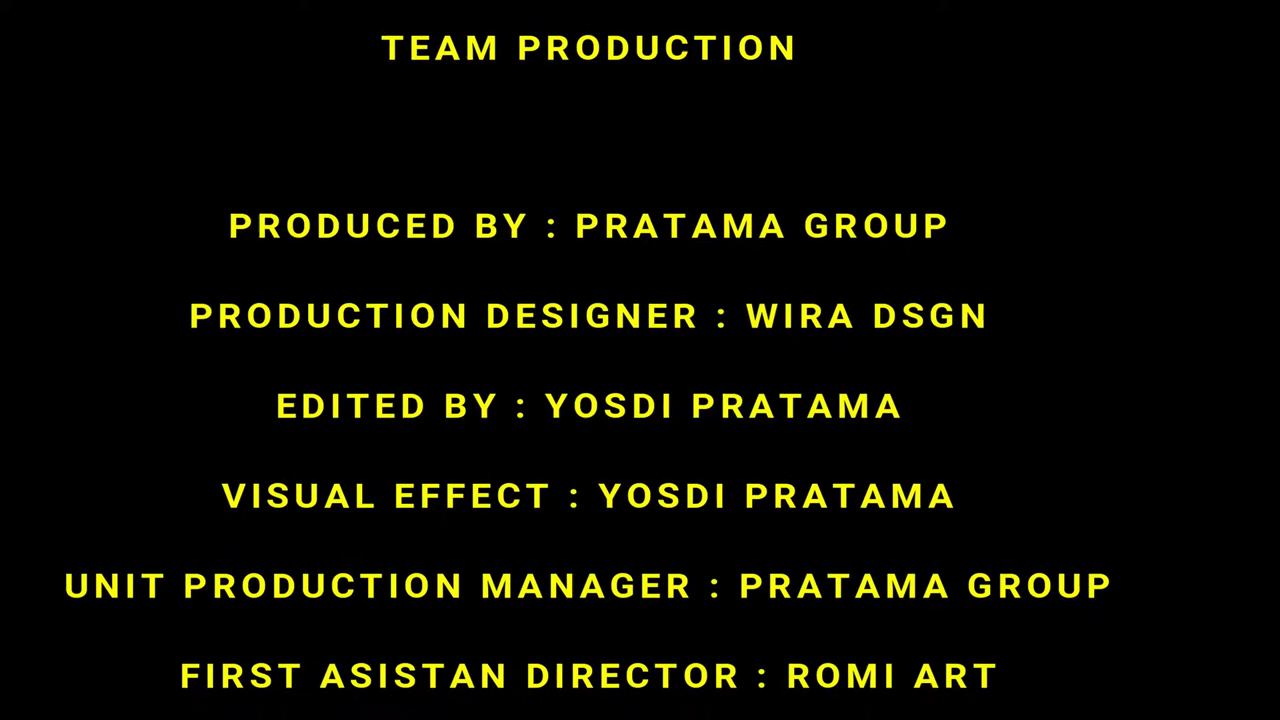 TEAM PRODUCTION
PRODUCED BY : PRATAMA GROUP
PRODUCTION DESIGNER : WIRA DSGN
EDITED BY : YOSDI PRATAMA
VISUAL EFFECT : YOSDI PRATAMA
UNIT PRODUCTION MANAGER : PRATAMA GROUP
FIRST ASISTAN DIRECTOR : ROMI ART